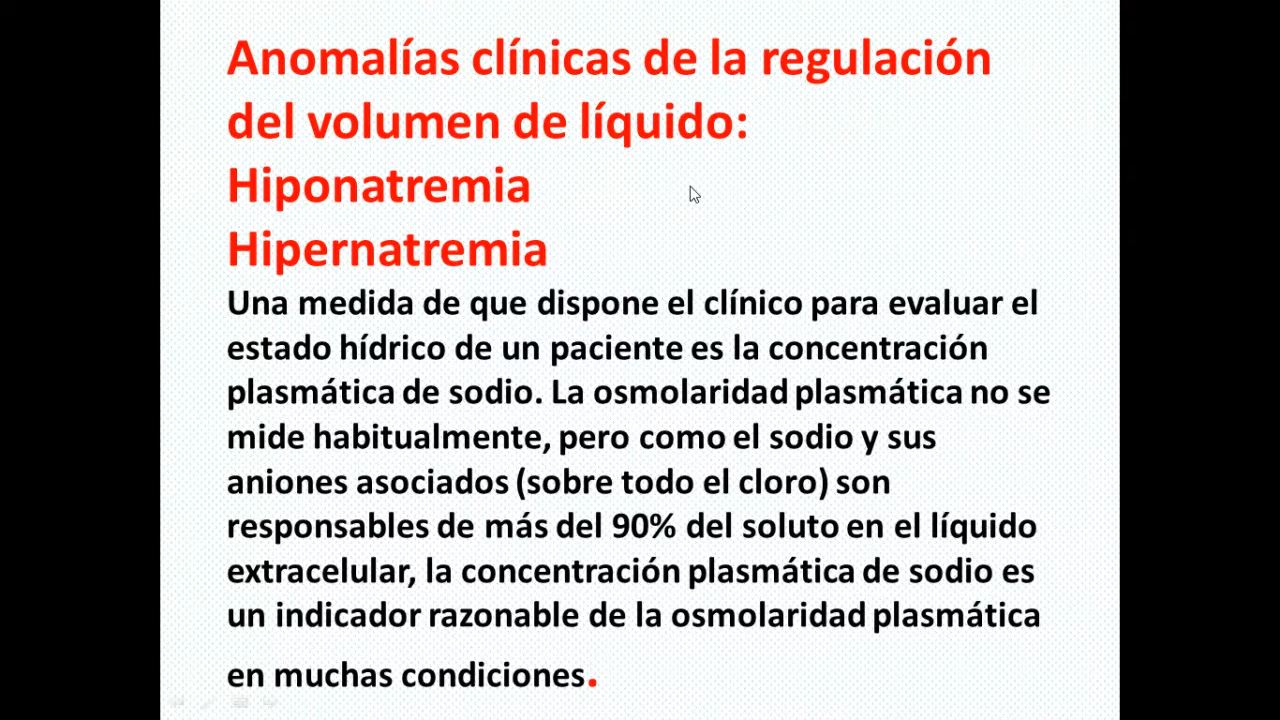 Anomalías clínicas de la regulación
del volumen de líquido:
Hiponatremia
Hipernatremia
Una medida de que dispone el clínico para evaluar el
estado hídrico de un paciente es la concentración
plasmática de sodio. La osmolaridad plasmática no se
mide habitualmente, pero como el sodio y sus
aniones asociados (sobre todo el cloro) son
responsables de más del 90% del soluto en el líquido
extracelular, la concentración plasmática de sodio es
un indicador razonable de la osmolaridad plasmática
en muchas condiciones.